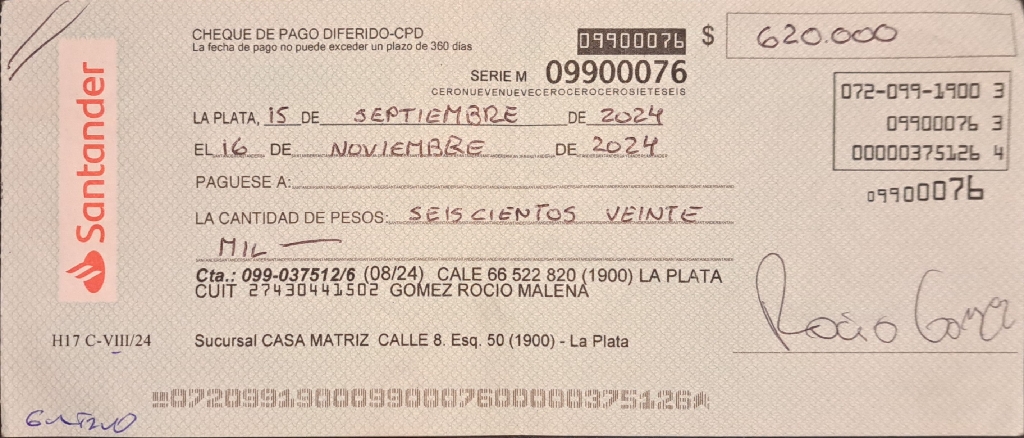 Santander
CHEQUE DE PAGO DIFERIDO-CPD
La fecha de pago no puede exceder un plazo de 360 días
09900076 $ 620.000
SERIE M 09900076
CERONUEVENUEVECEROCEROCEROSIETESEIS
072-099-1900 3
09900076 3
00000375126 4
09900076
LA PLATA, 15 DE SEPTIEMBRE DE 2024
EL 16 DE NOVIEMBRE DE 2024
PAGUESE A:
LA CANTIDAD DE PESOS: SEISCIENTOS VEINTE
MIL
Cta.: 099-037512/6 (08/24) CALE 66 522 820 (1900) LA PLATA
CUIT 27430441502 GOMEZ ROCIO MALENA
Rocío
H17 C-VIII/24
Sucursal CASA MATRIZ CALLE 8. Esq. 50 (1900) - La Plata